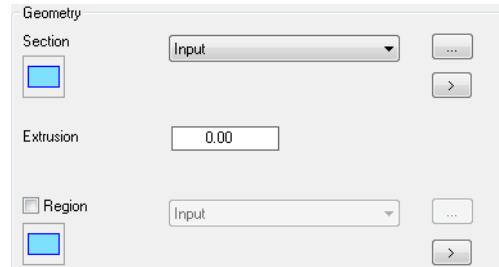 Geometry
Section
Input
...
>
Extrusion
0.00
Region
Input
...
>